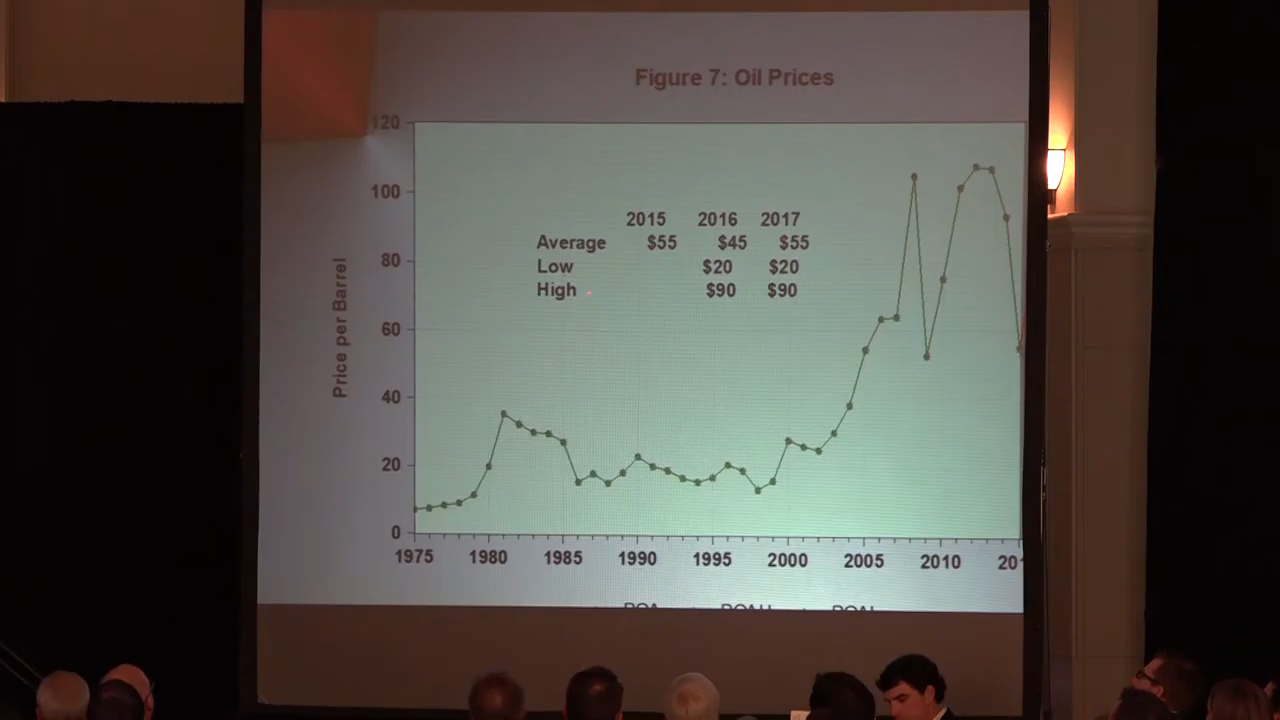 Figure 7: Oil Prices
120
100
80
60
40
20
0
Price per Barrel
2015 2016 2017
Average $55 $45 $55
Low $20 $20
High $90 $90
1975 1980 1985 1990 1995 2000 2005 2010